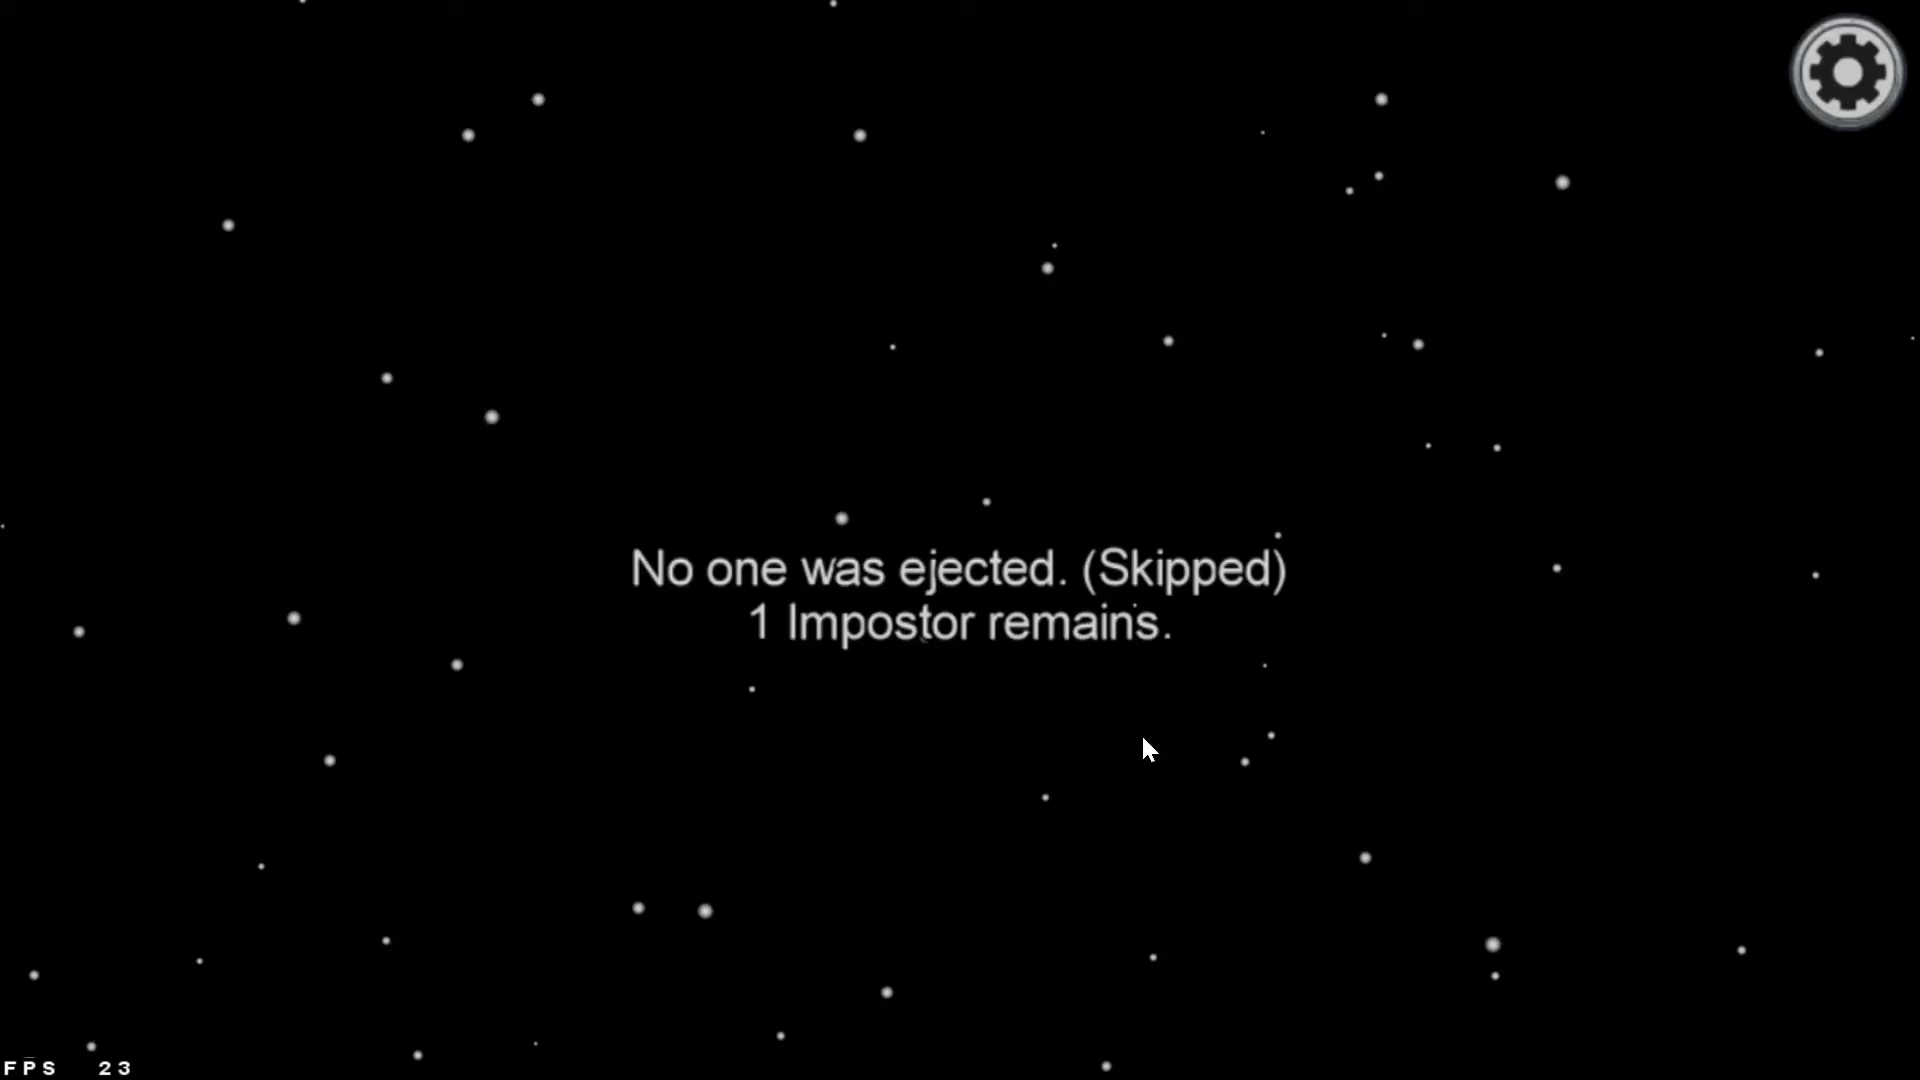 No one was ejected. (Skipped)
1 Impostor remains.
FPS 23